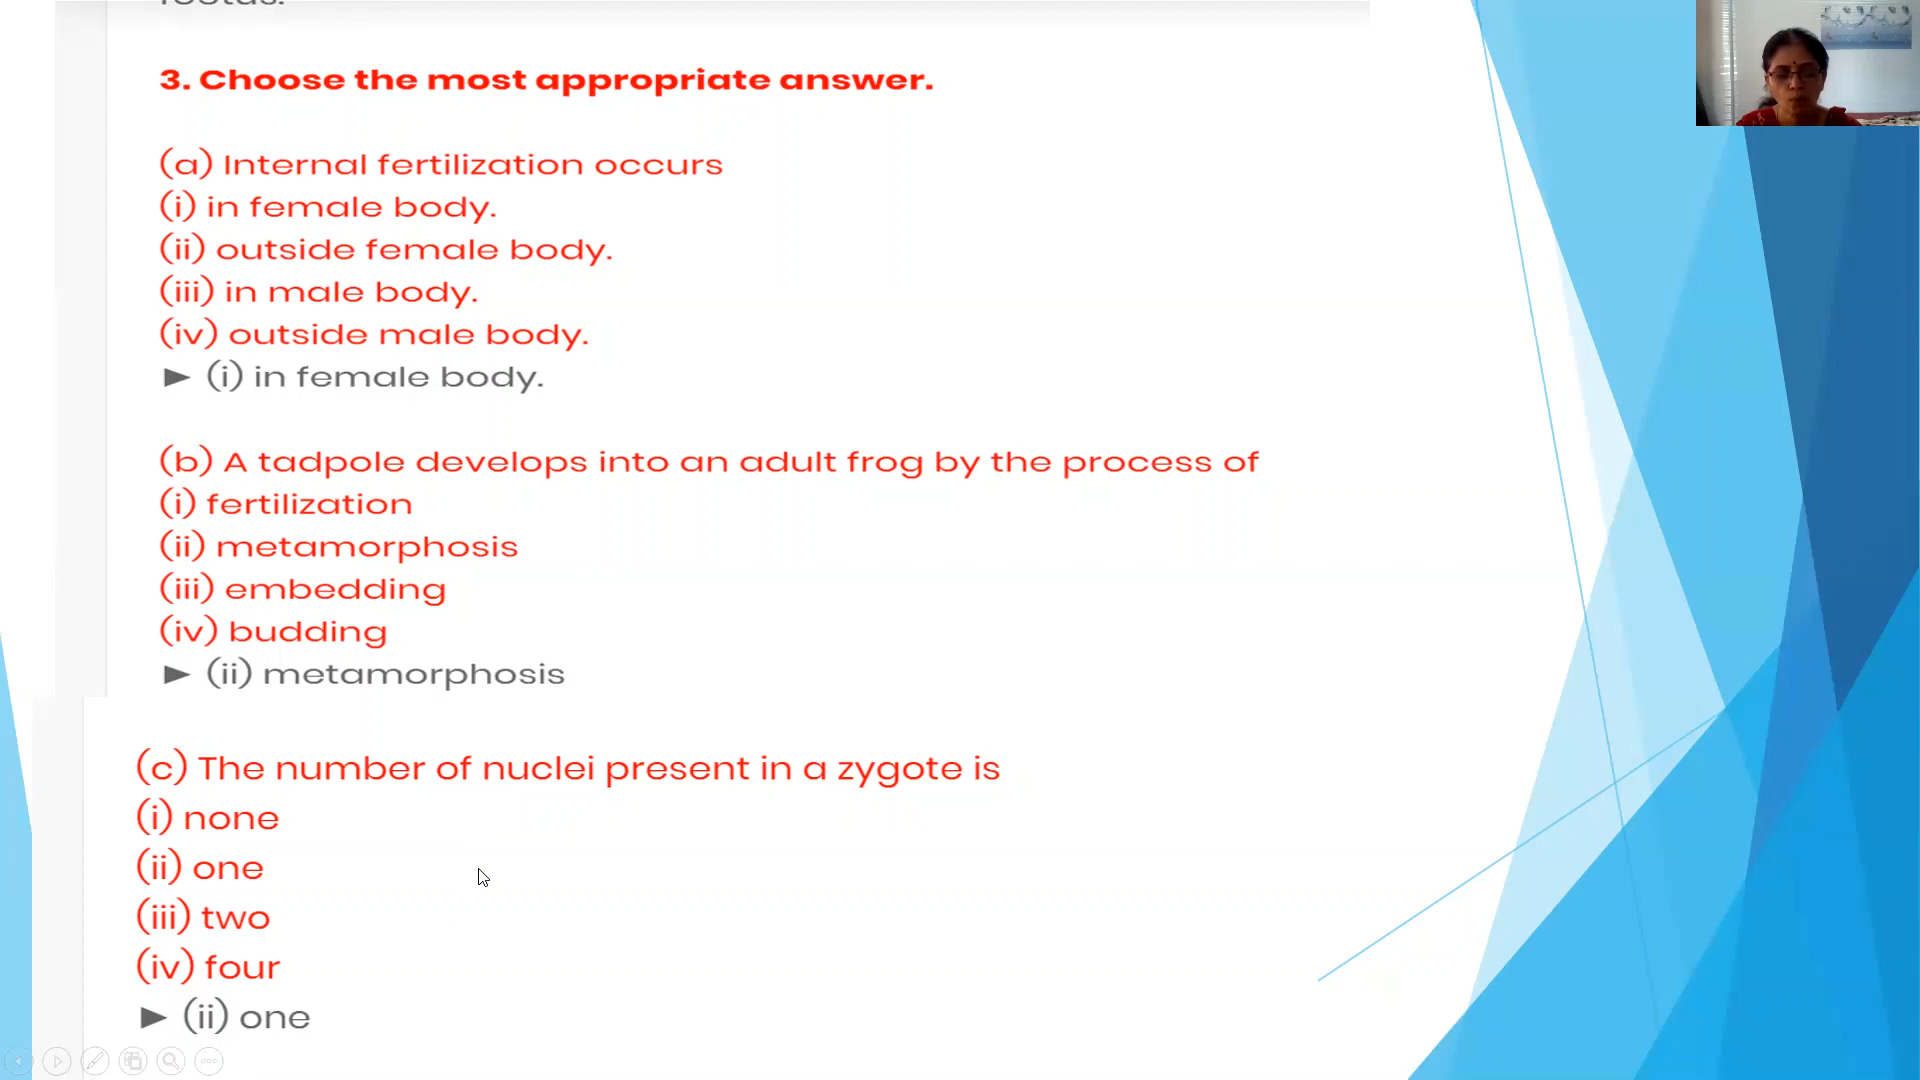 3. Choose the most appropriate answer.
(a) Internal fertilization occurs
(i) in female body.
(ii) outside female body.
(iii) in male body.
(iv) outside male body.
► (i) in female body.
(b) A tadpole develops into an adult frog by the process of
(i) fertilization
(ii) metamorphosis
(iii) embedding
(iv) budding
► (ii) metamorphosis
(c) The number of nuclei present in a zygote is
(i) none
(ii) one
(iii) two
(iv) four
► (ii) one